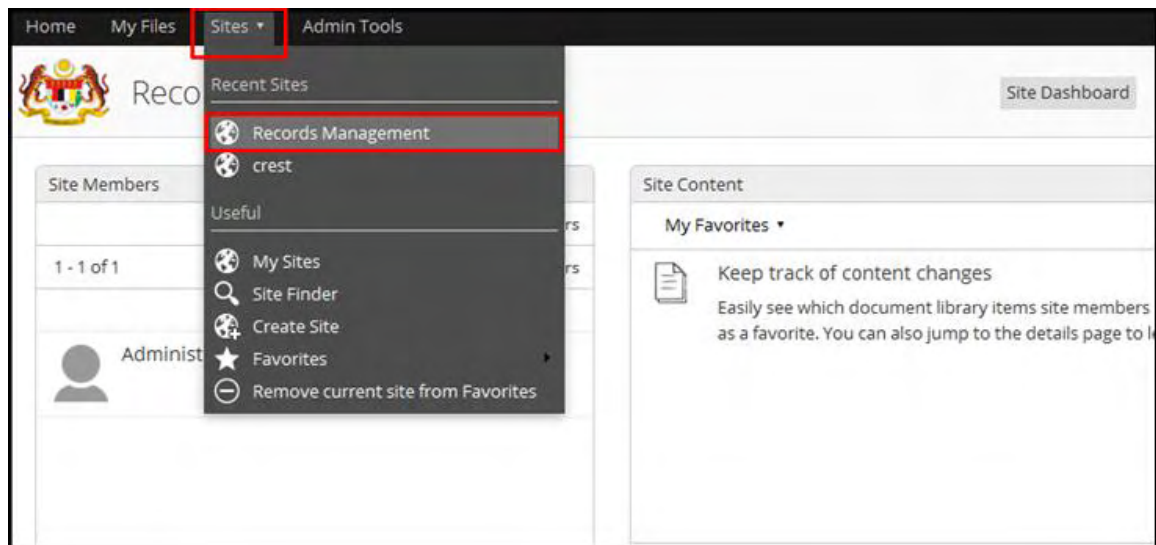 Home My Files Sites Admin Tools
Reco
Site Dashboard
Recent Sites
Records Management
crest
Useful
My Sites
Site Finder
Create Site
Favorites
Remove current site from Favorites
Site Members
rs
1 - 1 of 1
rs
Administ
Site Content
My Favorites
Keep track of content changes
Easily see which document library items site members
as a favorite. You can also jump to the details page to l